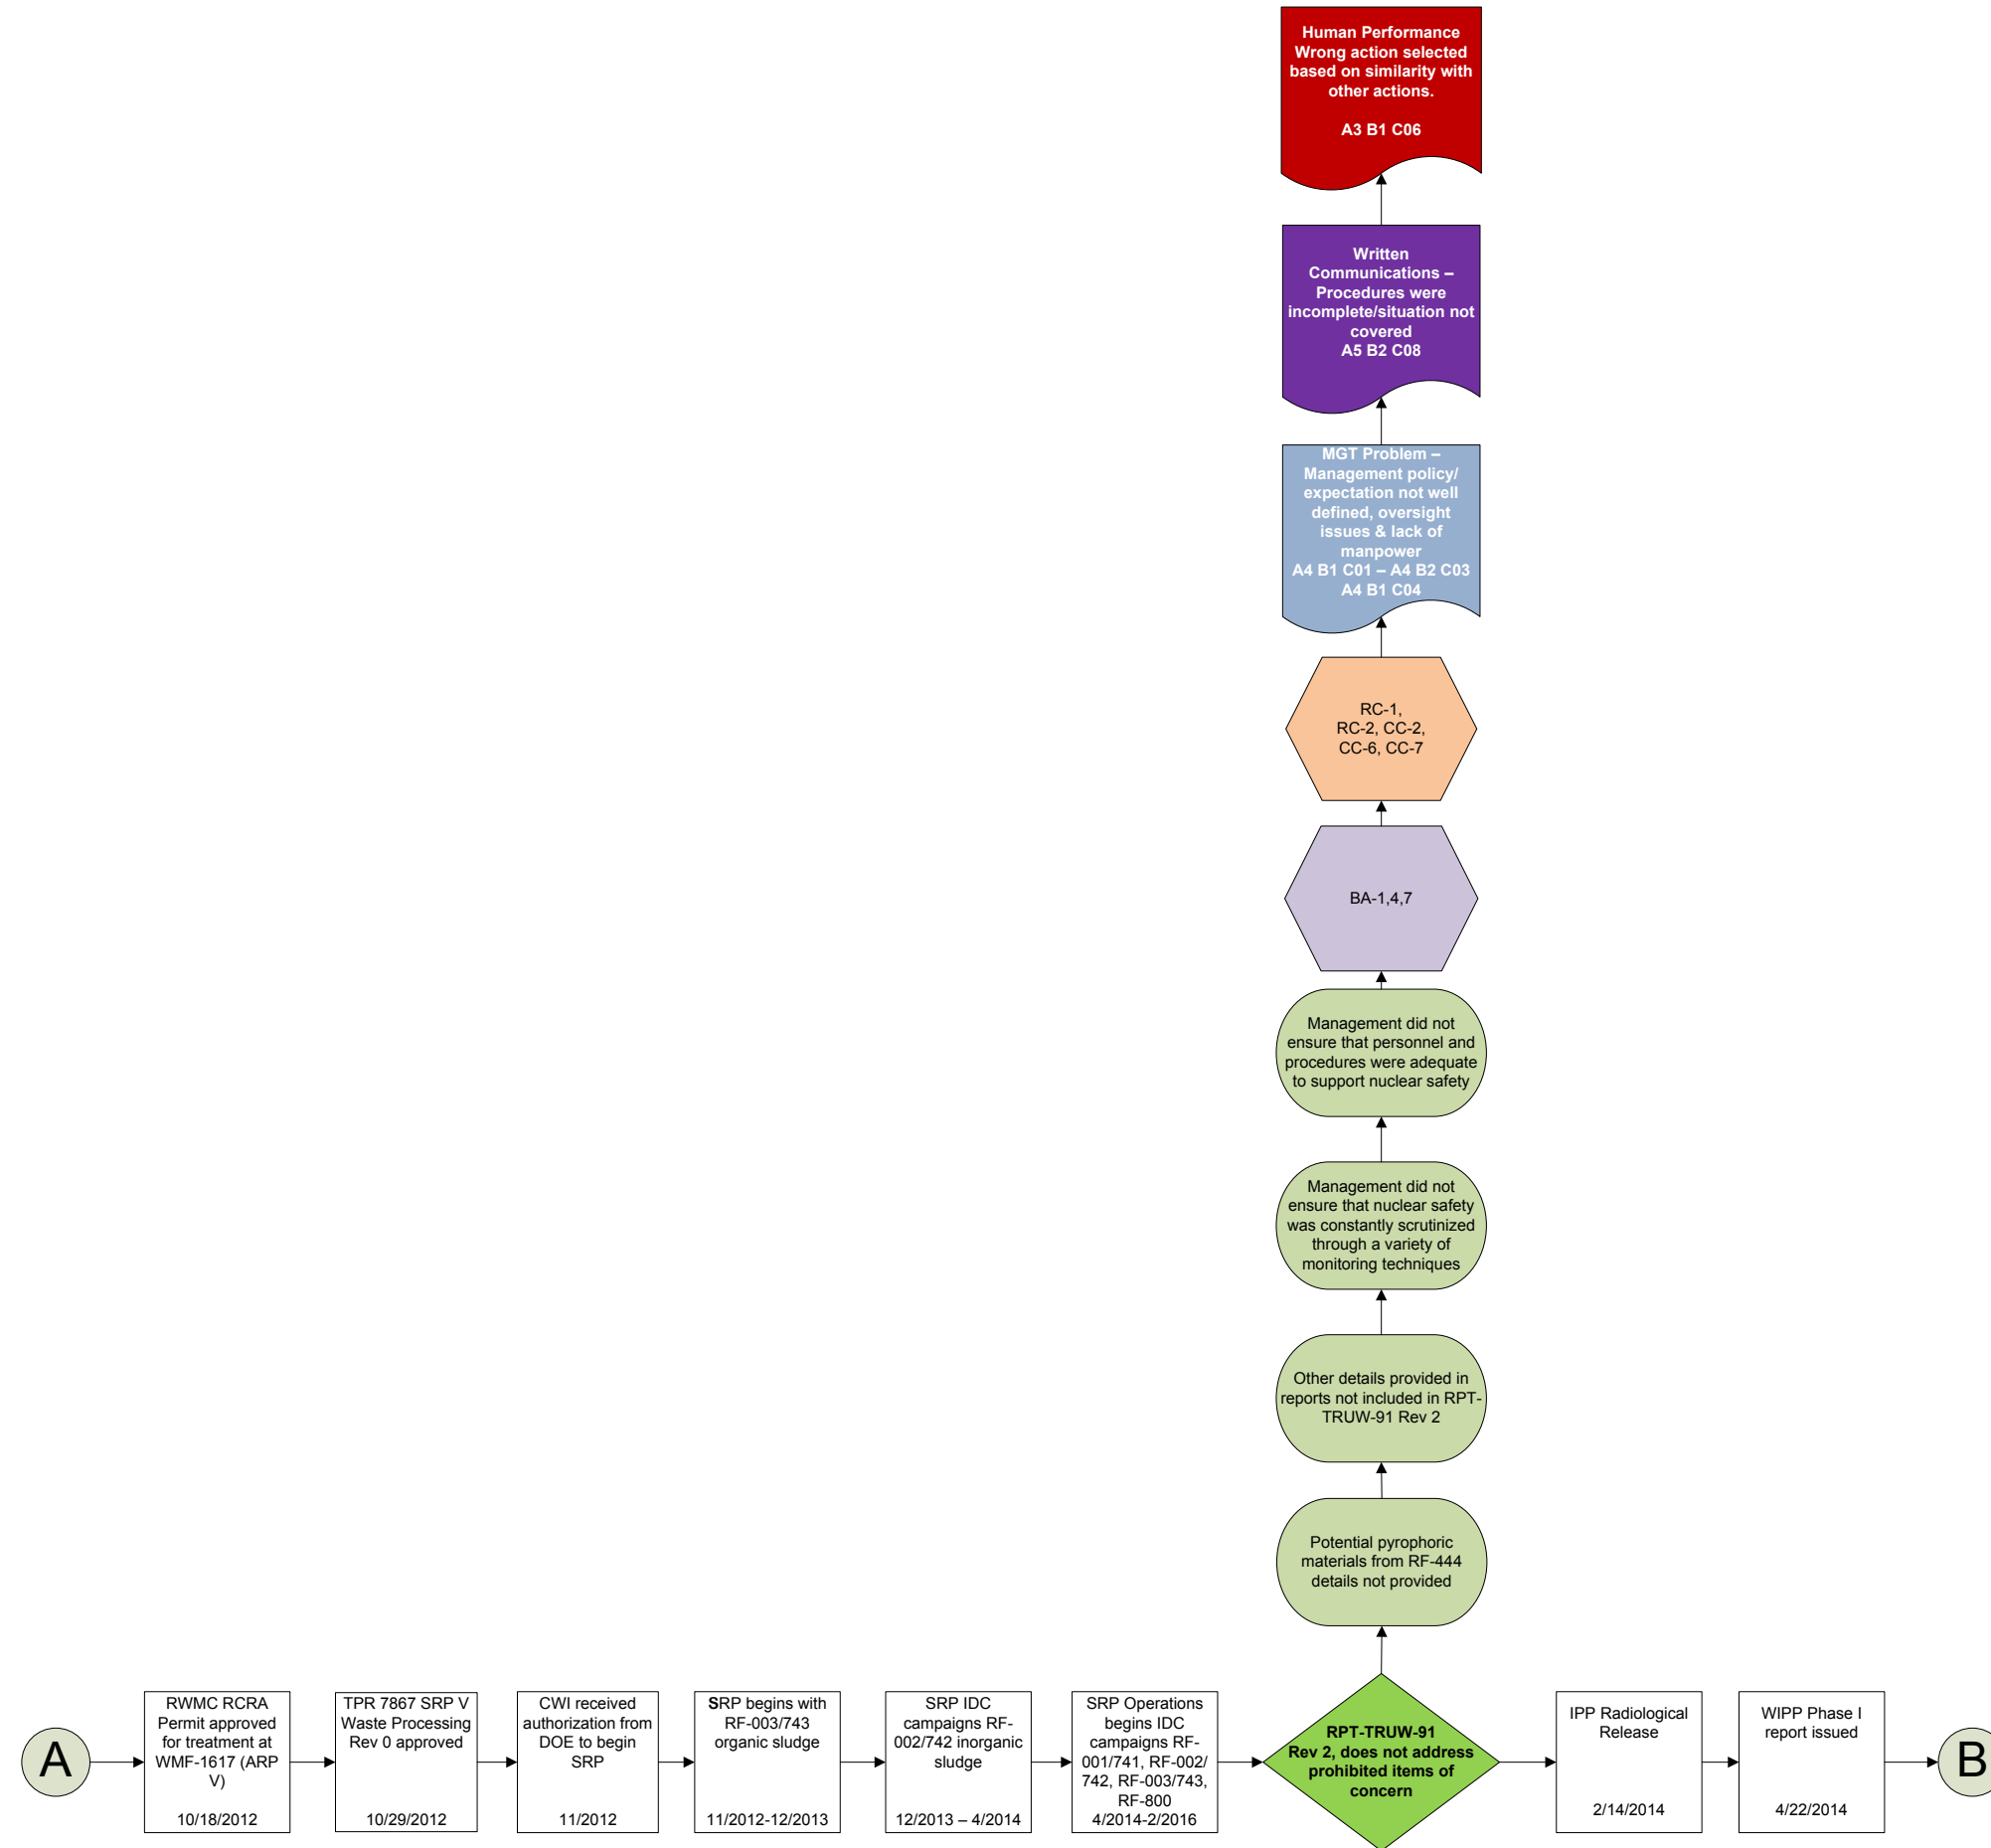 Human Performance
Wrong action selected
based on similarity with
other actions.
A3 B1 C06
Written
Communications –
Procedures were
incomplete/situation not
covered
A5 B2 C08
MGT Problem –
Management policy/
expectation not well
defined, oversight
issues & lack of
manpower
A4 B1 C01 – A4 B2 C03
A4 B1 C04
RC-1,
RC-2, CC-2,
CC-6, CC-7
BA-1,4,7
Management did not
ensure that personnel and
procedures were adequate
to support nuclear safety
Management did not
ensure that nuclear safety
was constantly scrutinized
through a variety of
monitoring techniques
Other details provided in
reports not included in RPT-
TRUW-91 Rev 2
Potential pyrophoric
materials from RF-444
details not provided
A
RWMC RCRA
Permit approved
for treatment at
WMF-1617 (ARP
V)
10/18/2012
TPR 7867 SRP V
Waste Processing
Rev 0 approved
10/29/2012
CWI received
authorization from
DOE to begin
SRP
11/2012
SRP begins with
RF-003/743
organic sludge
11/2012-12/2013
SRP IDC
campaigns RF-
002/742 inorganic
sludge
12/2013 – 4/2014
SRP Operations
begins IDC
campaigns RF-
001/741, RF-002/
742, RF-003/743,
RF-800
4/2014-2/2016
RPT-TRUW-91
Rev 2, does not address
prohibited items of
concern
IPP Radiological
Release
2/14/2014
WIPP Phase I
report issued
4/22/2014
B